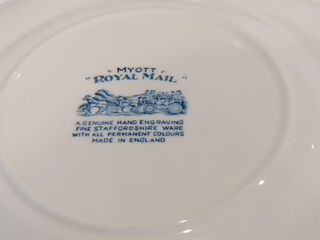 MYOTT
"ROYAL MAIL"
A GENUINE HAND ENGRAVING
FINE STAFFORDSHIRE WARE
WITH ALL PERMANENT COLOURS
MADE IN ENGLAND